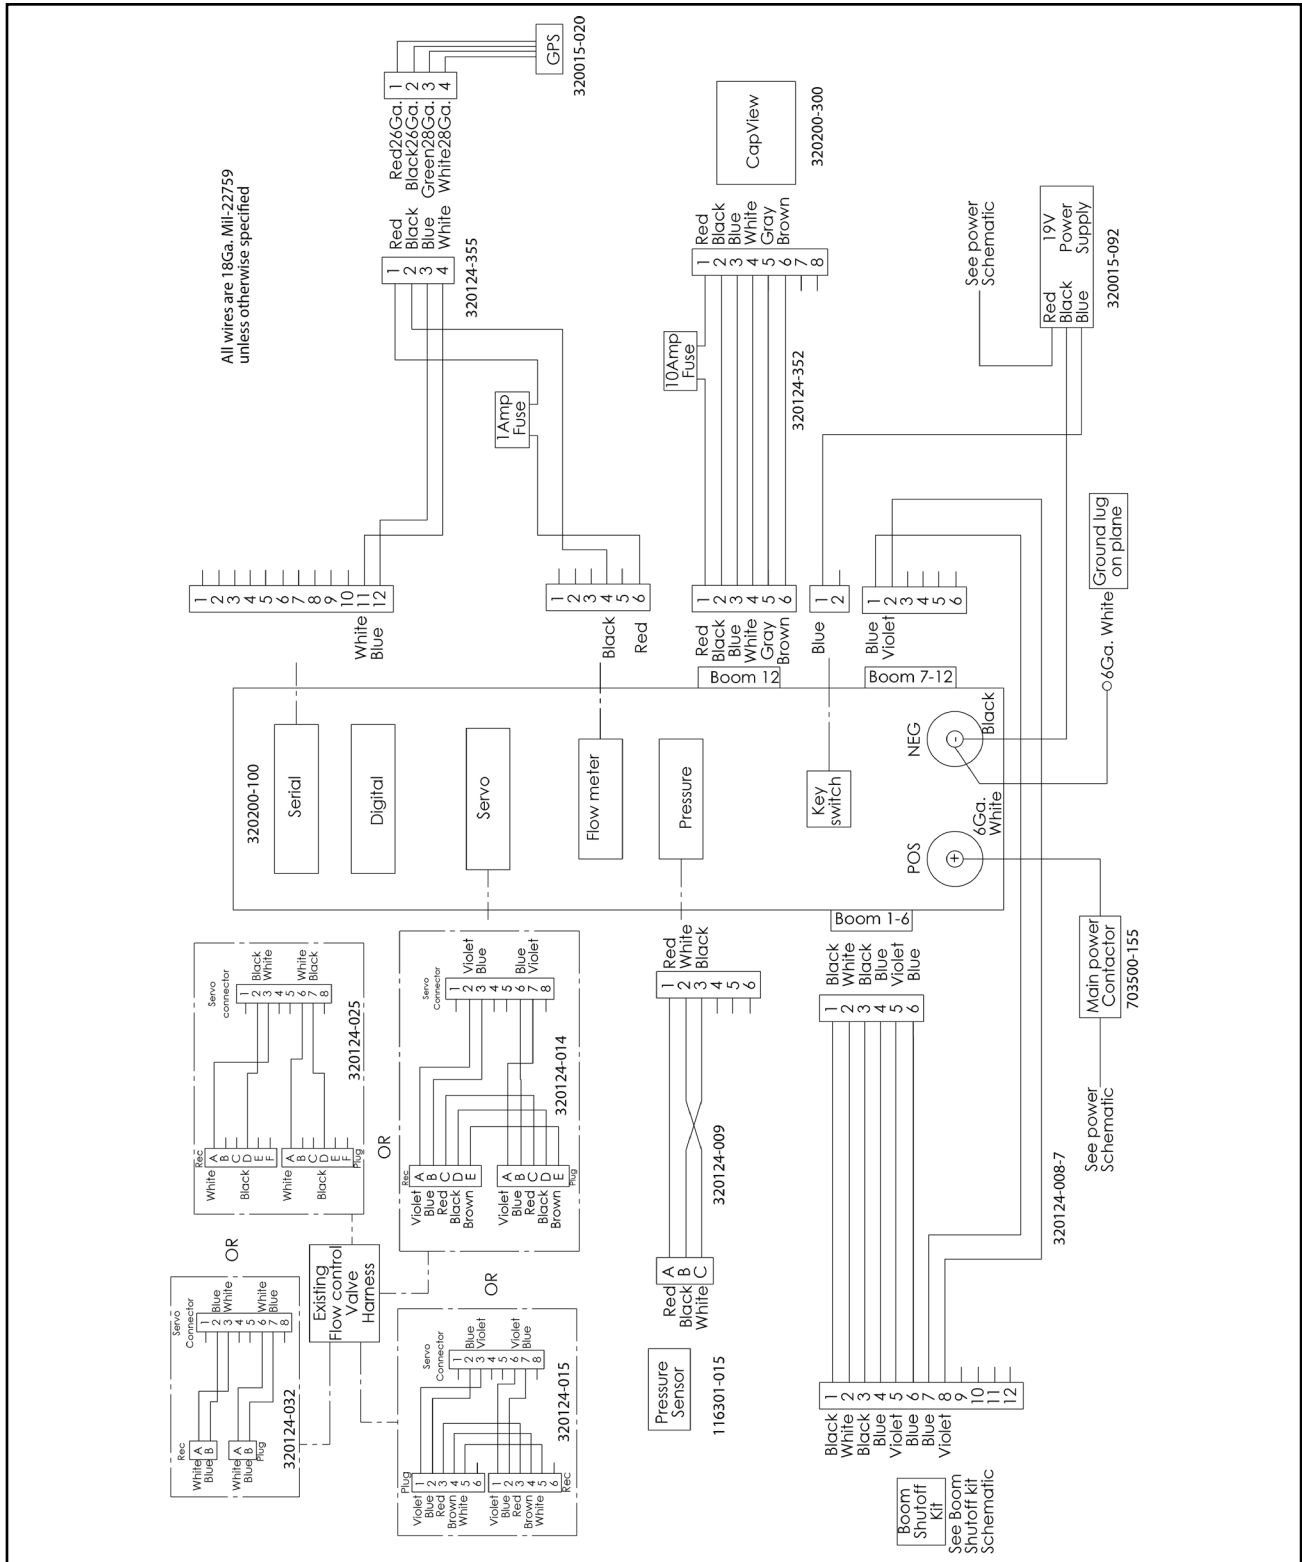 All wires are 18Ga. Mil-22759
unless otherwise specified
GPS
320015-020
1
2
3
4
Red26Ga.
Black26Ga.
Green28Ga.
White28Ga.
Red
Black
Blue
White
1
2
3
4
320124-355
1Amp
Fuse
1
2
3
4
5
6
7
8
9
10
11
12
White
Blue
1
2
3
4
5
6
Black
Red
CapView
320200-300
Red
Black
Blue
White
Gray
Brown
1
2
3
4
5
6
7
8
10Amp
Fuse
320124-352
1
2
3
4
5
6
Red
Black
Blue
White
Gray
Brown
Boom 12
See power
Schematic
Red
Black
Blue
19V
Power
Supply
320015-092
1
2
Blue
1
2
3
4
5
6
Blue
Violet
Boom 7-12
Ground lug
on plane
6Ga. White
320200-100
Serial
Digital
Servo
Flow meter
Pressure
Key
switch
NEG
-
Black
POS
+
6Ga.
White
Boom 1-6
Main power
Contactor
703500-155
See power
Schematic
Servo
connector
1
2
3
4
5
6
7
8
Black
White
White
Black
320124-025
Rec
A
B
C
D
E
F
White
Black
A
B
C
D
E
F
Plug
White
Black
OR
Servo
Connector
1
2
3
4
5
6
7
8
Violet
Blue
Blue
Violet
320124-014
Rec
A
B
C
D
E
Violet
Blue
Red
Black
Brown
A
B
C
D
E
Plug
Violet
Blue
Red
Black
Brown
OR
Existing
Flow control
Valve
Harness
OR
Servo
Connector
1
2
3
4
5
6
7
8
Blue
White
White
Blue
320124-032
Rec
A
B
White
Blue
A
B
Plug
White
Blue
Servo
Connector
1
2
3
4
5
6
7
8
Blue
Violet
Violet
Blue
320124-015
Plug
1
2
3
4
5
6
Violet
Blue
Red
Brown
White
1
2
3
4
5
6
Rec
Violet
Blue
Red
Brown
White
Red
White
Black
1
2
3
4
5
6
320124-009
A
B
C
Red
Black
White
Pressure
Sensor
116301-015
Black
White
Black
Blue
Violet
Blue
1
2
3
4
5
6
320124-008-7
1
2
3
4
5
6
7
8
9
10
11
12
Black
White
Black
Blue
Violet
Blue
Blue
Violet
Boom
Shutoff
Kit
See Boom
Shutoff kit
Schematic